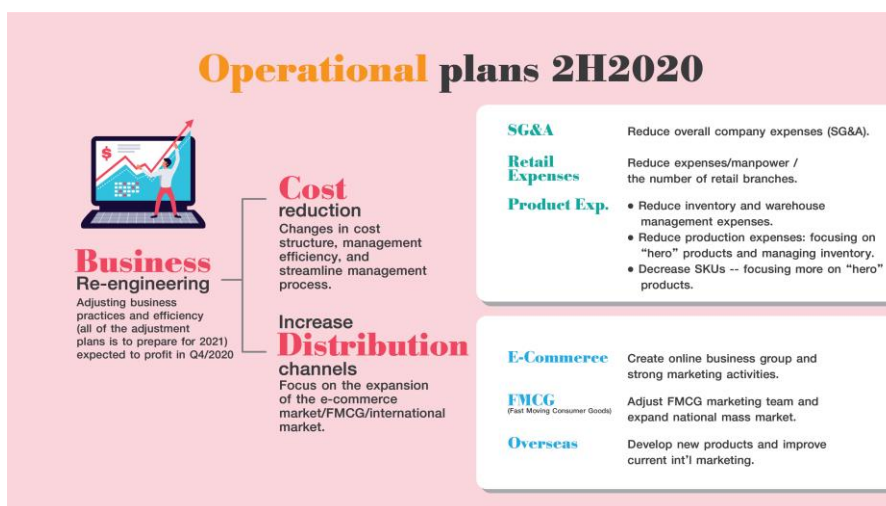 Operational plans 2H2020
$
Business
Re-engineering
Adjusting business
practices and efficiency
(all of the adjustment
plans is to prepare for 2021)
expected to profit in Q4/2020
Cost
reduction
Changes in cost
structure, management
efficiency, and
streamline management
process.
Increase
Distribution
channels
Focus on the expansion
of the e-commerce
market/FMCG/international
market.
SG&A
Reduce overall company expenses (SG&A).
Retail
Expenses
Reduce expenses/manpower /
the number of retail branches.
Product Exp.
• Reduce inventory and warehouse
management expenses.
• Reduce production expenses: focusing on
“hero” products and managing inventory.
• Decrease SKUs -- focusing more on “hero”
products.
E-Commerce
Create online business group and
strong marketing activities.
FMCG
(Fast Moving Consumer Goods)
Adjust FMCG marketing team and
expand national mass market.
Overseas
Develop new products and improve
current int’l marketing.